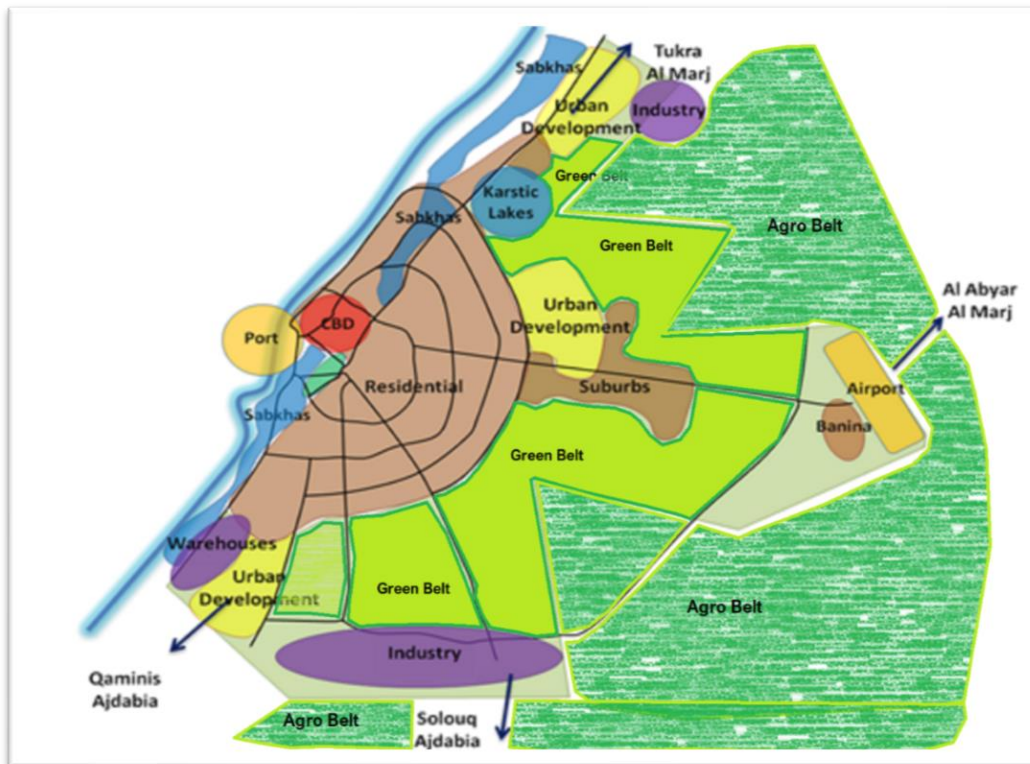 Tukra
Al Marj
Sabkhas
Urban
Development
Industry
Green Belt
Karstic
Lakes
Sabkhas
Agro Belt
Green Belt
Al Abyar
Al Marj
Urban
Development
CBD
Port
Residential
Suburbs
Airport
Sabkhas
Banina
Green Belt
Warehouses
Urban
Development
Green Belt
Agro Belt
Industry
Qaminis
Ajdabia
Agro Belt
Solouq
Ajdabia